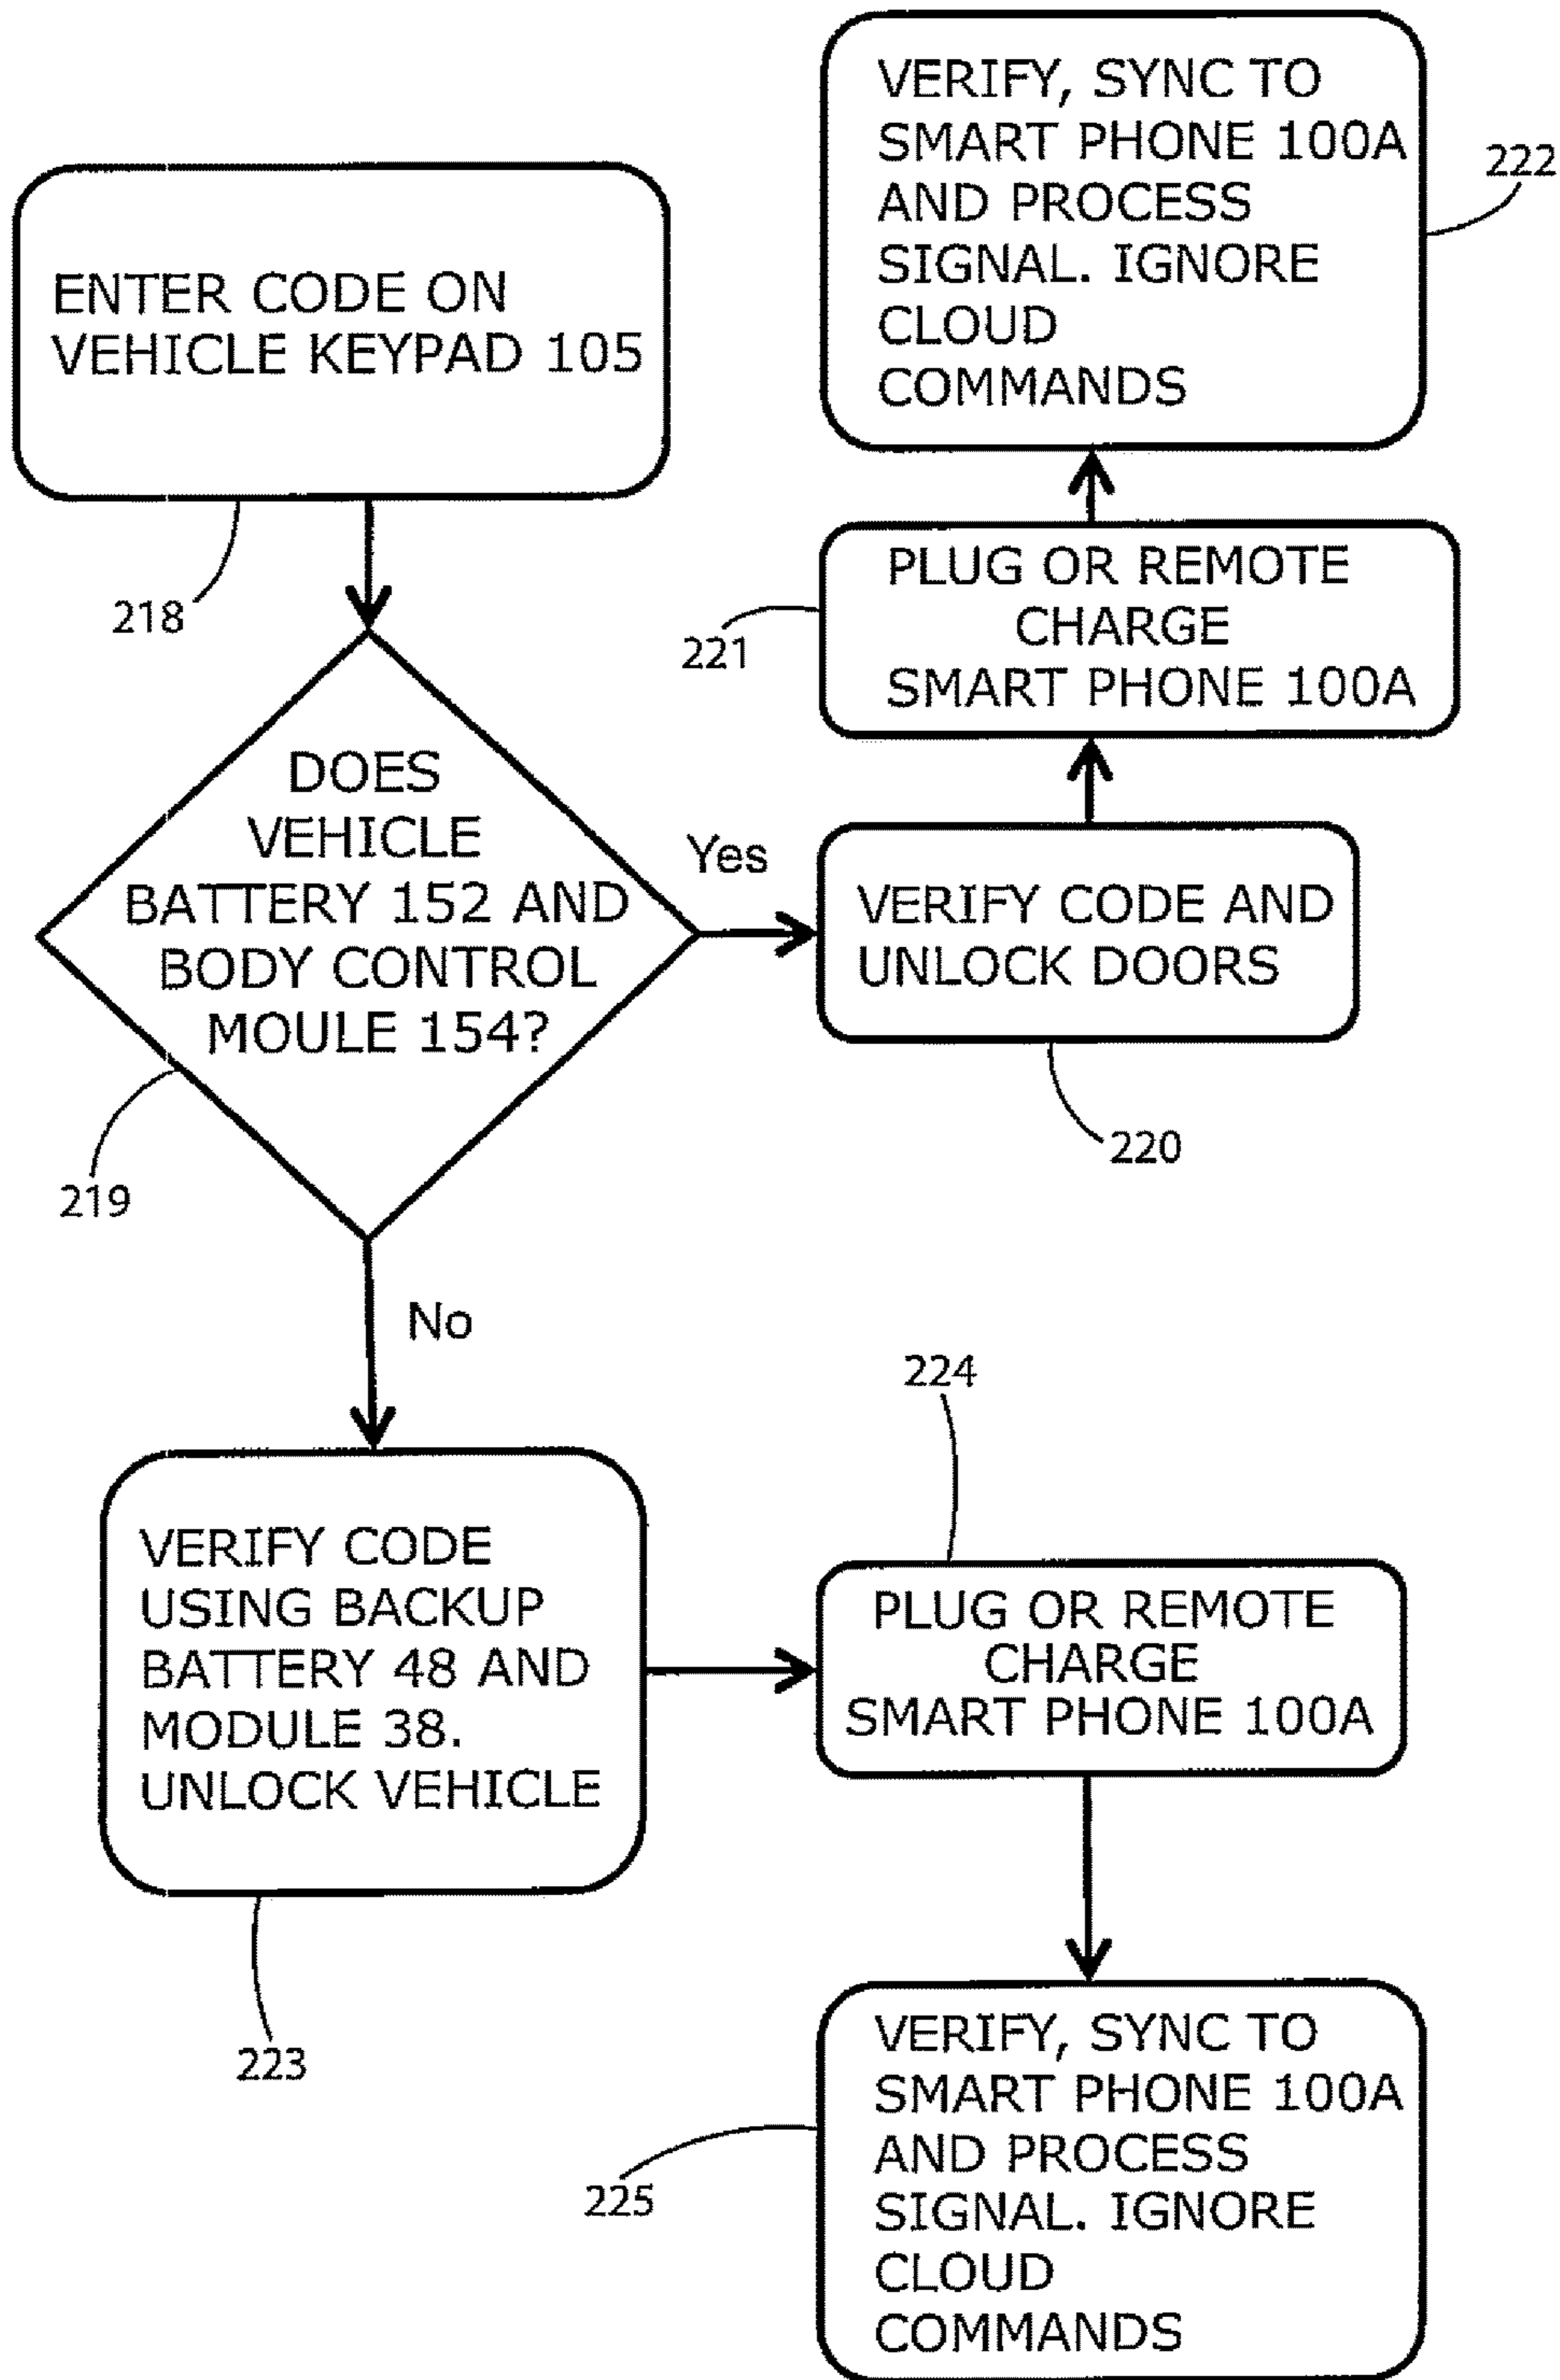 ENTER CODE ON
VEHICLE KEYPAD 105
218
DOES
VEHICLE
BATTERY 152 AND
BODY CONTROL
MOULE 154?
219
Yes
VERIFY CODE AND
UNLOCK DOORS
220
PLUG OR REMOTE
CHARGE
SMART PHONE 100A
221
VERIFY, SYNC TO
SMART PHONE 100A
AND PROCESS
SIGNAL. IGNORE
CLOUD
COMMANDS
222
No
VERIFY CODE
USING BACKUP
BATTERY 48 AND
MODULE 38.
UNLOCK VEHICLE
223
224
PLUG OR REMOTE
CHARGE
SMART PHONE 100A
VERIFY, SYNC TO
SMART PHONE 100A
AND PROCESS
SIGNAL. IGNORE
CLOUD
COMMANDS
225